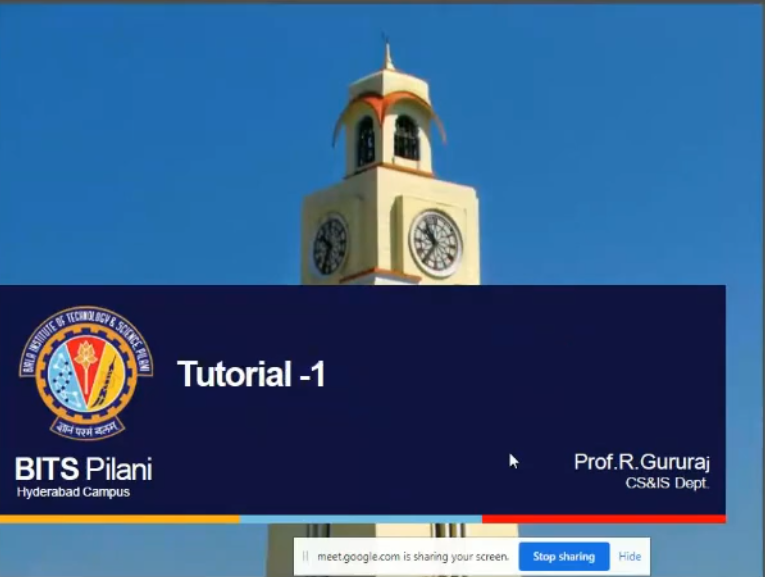 BIRLA INSTITUTE OF TECHNOLOGY & SCIENCE, PILANI
ज्ञानं परमं बलम्
Tutorial -1
BITS Pilani
Hyderabad Campus
Prof.R.Gururaj
CS&IS Dept.
meet.google.com is sharing your screen.
Stop sharing
Hide